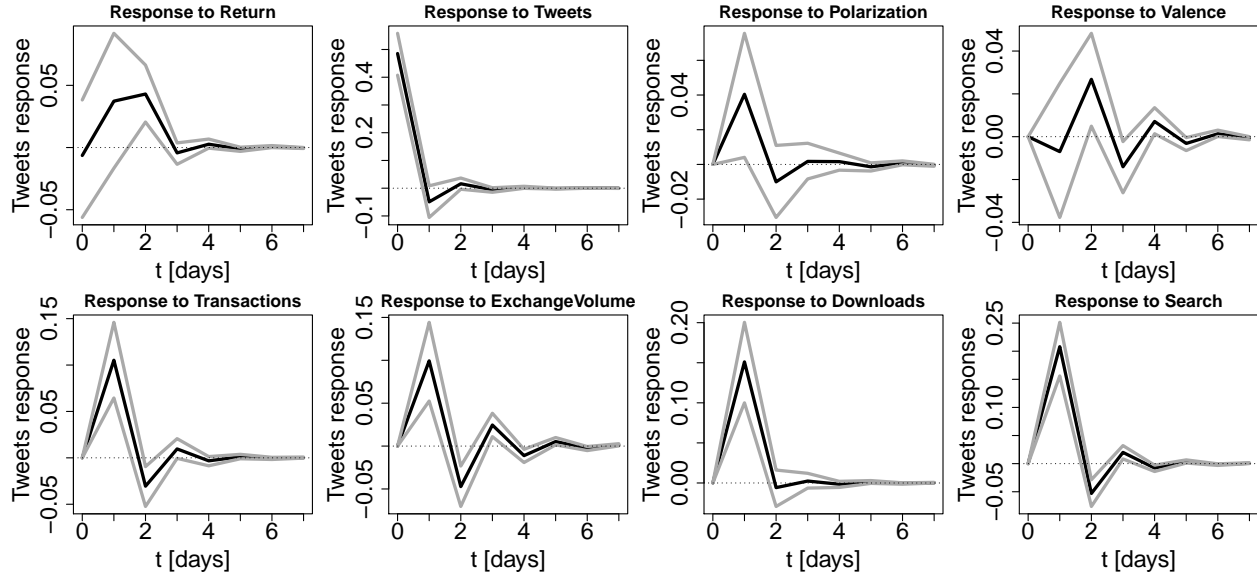 Response to Return
Tweets response
−0.05
0.05
0
2
4
6
t [days]
Response to Tweets
Tweets response
−0.1
0.2
0.4
0
2
4
6
t [days]
Response to Polarization
Tweets response
−0.02
0.04
0
2
4
6
t [days]
Response to Valence
Tweets response
−0.04
0.00
0.04
0
2
4
6
t [days]
Response to Transactions
Tweets response
−0.05
0.05
0.15
0
2
4
6
t [days]
Response to ExchangeVolume
Tweets response
−0.05
0.05
0.15
0
2
4
6
t [days]
Response to Downloads
Tweets response
0.00
0.10
0.20
0
2
4
6
t [days]
Response to Search
Tweets response
−0.05
0.10
0.25
0
2
4
6
t [days]